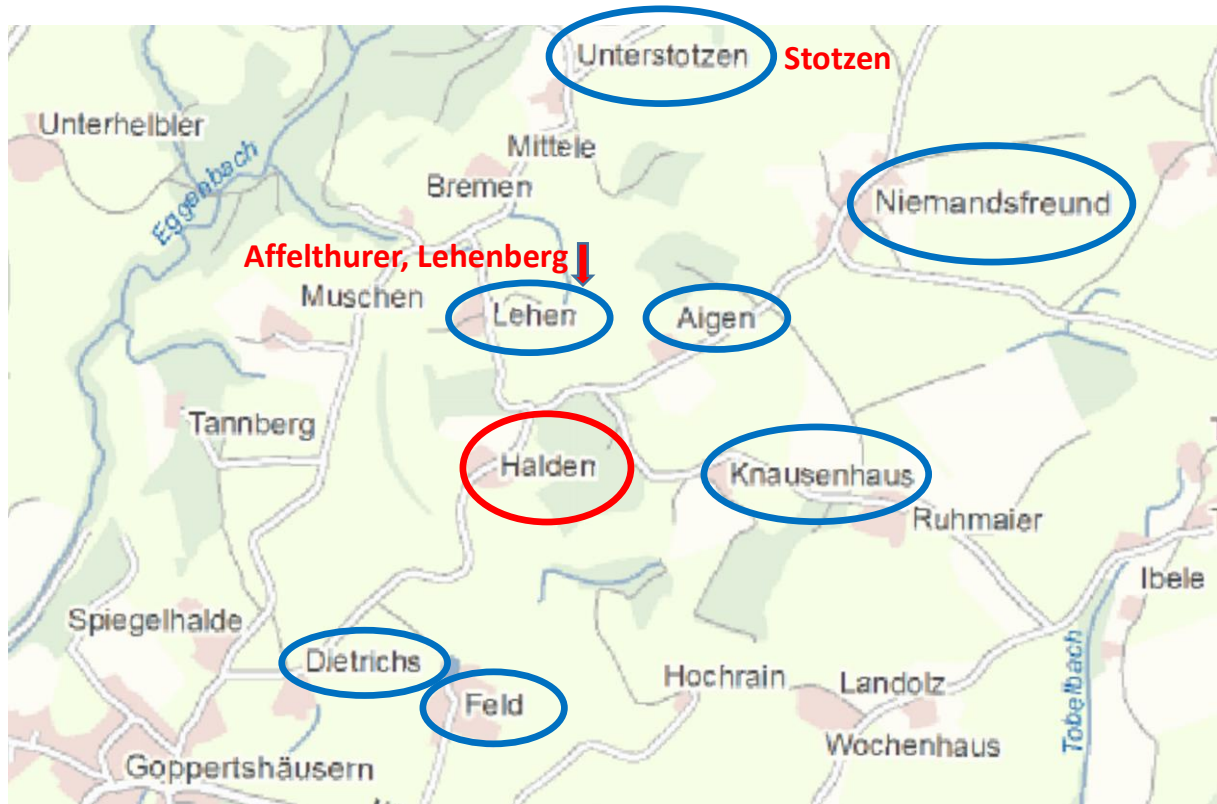 Unterstotzen
Stotzen
Unterhelbler
Mittele
Bremen
Eggenbach
Niemandsfreund
Affelthurer, Lehenberg
Muschen
Lehen
Aigen
Tannberg
Halden
Knausenhaus
Ruhmaier
Ibele
Spiegelhalde
Dietrichs
Feld
Hochrain
Landolz
Tobelbach
Wochenhaus
Goppertshäusern